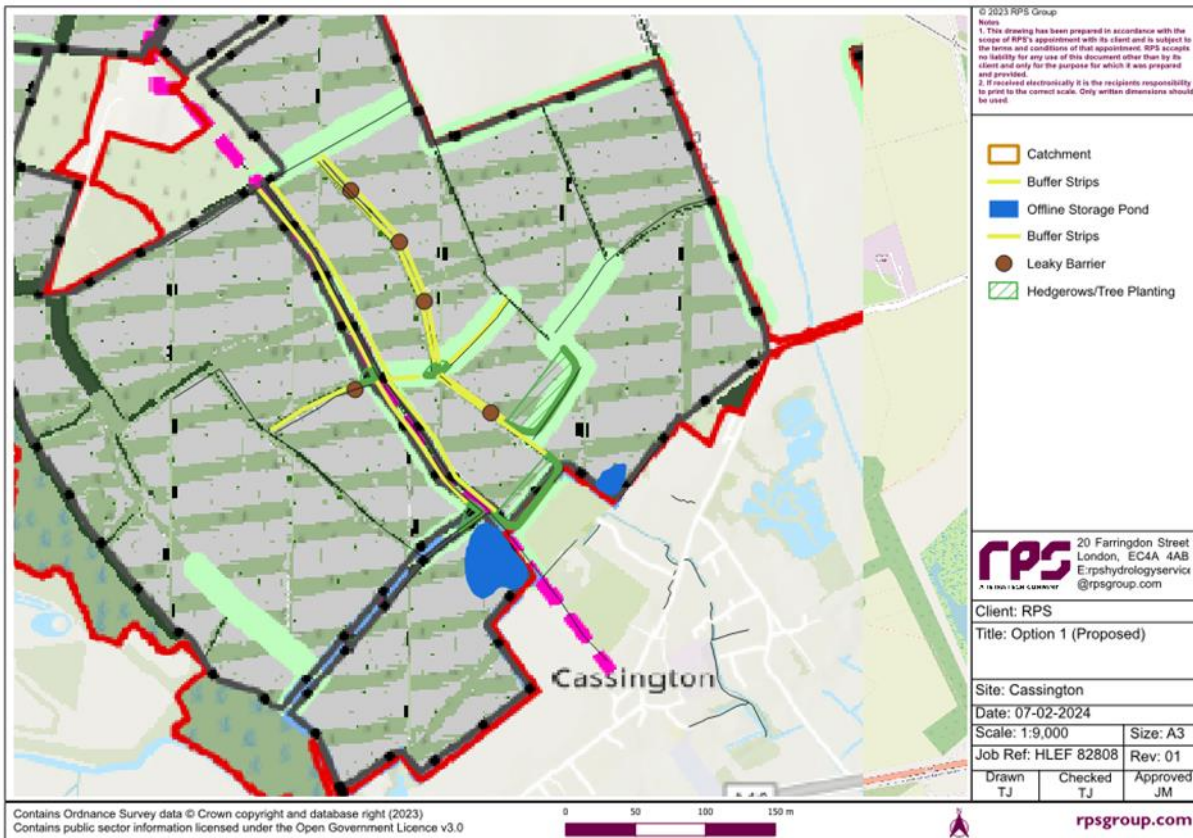 © 2023 RPS Group
Notes
1. This drawing has been prepared in accordance with the
scope of RPS's appointment with its client and is subject to
the terms and conditions of that appointment. RPS accepts
no liability for any use of this document other than by its
client and only for the purpose for which it was prepared
and provided.
2. If received electronically it is the recipients responsibility
to print to the correct scale. Only written dimensions should
be used.
Catchment
Buffer Strips
Offline Storage Pond
Buffer Strips
Leaky Barrier
Hedgerows/Tree Planting
Cassington
rps
A TETRA TECH COMPANY
20 Farringdon Street
London, EC4A 4AB
E:rpshydrologyservice
@rpsgroup.com
Client: RPS
Title: Option 1 (Proposed)
Site: Cassington
Date: 07-02-2024
Scale: 1:9,000 Size: A3
Job Ref: HLEF 82808 Rev: 01
Drawn Checked Approved
TJ TJ JM
Contains Ordnance Survey data © Crown copyright and database right (2023)
Contains public sector information licensed under the Open Government Licence v3.0
0 50 100 150 m
N
rpsgroup.com